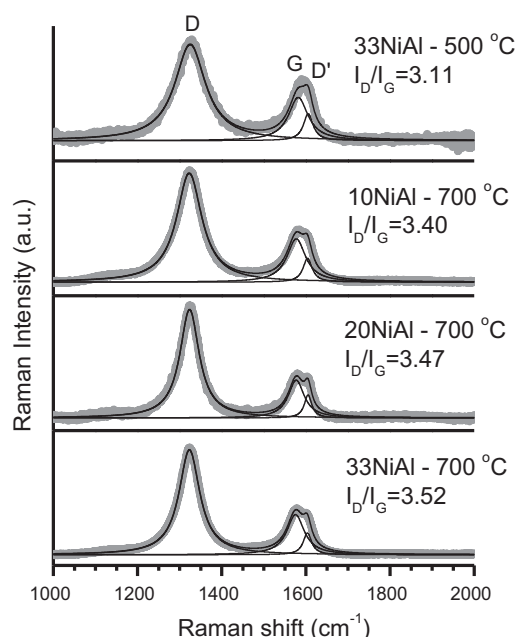 D
G
D'
33NiAl - 500 °C
I_D/I_G=3.11
10NiAl - 700 °C
I_D/I_G=3.40
20NiAl - 700 °C
I_D/I_G=3.47
33NiAl - 700 °C
I_D/I_G=3.52
Raman Intensity (a.u.)
1000 1200 1400 1600 1800 2000
Raman shift (cm⁻¹)